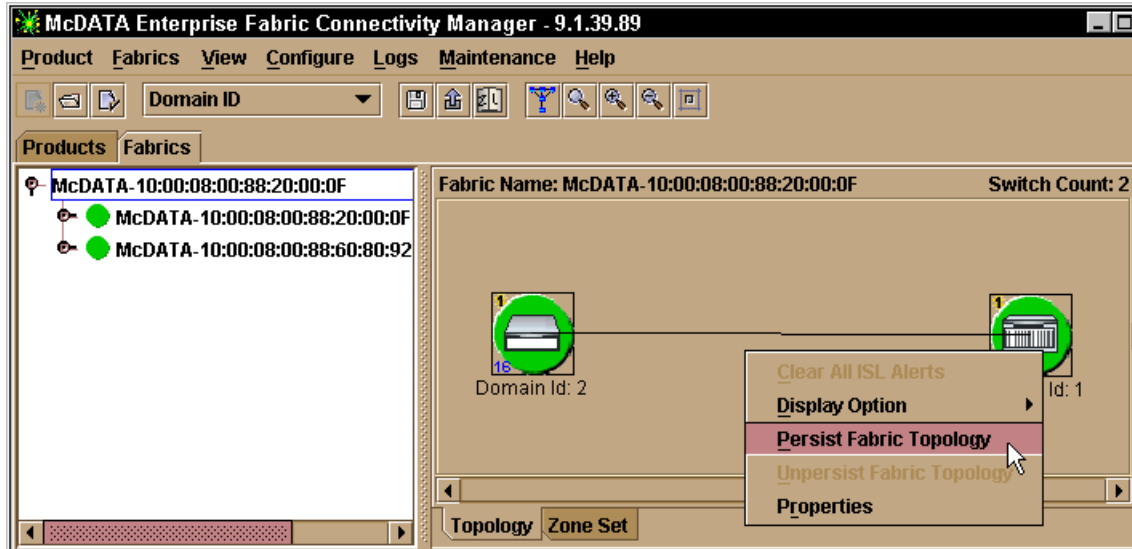 McDATA Enterprise Fabric Connectivity Manager - 9.1.39.89
Product Fabrics View Configure Logs Maintenance Help
Domain ID
Products Fabrics
McDATA-10:00:08:00:88:20:00:0F
McDATA-10:00:08:00:88:20:00:0F
McDATA-10:00:08:00:88:60:80:92
Fabric Name: McDATA-10:00:08:00:88:20:00:0F Switch Count: 2
1
16
Domain Id: 2
1
Id: 1
Clear All ISL Alerts
Display Option
Persist Fabric Topology
Unpersist Fabric Topology
Properties
Topology Zone Set